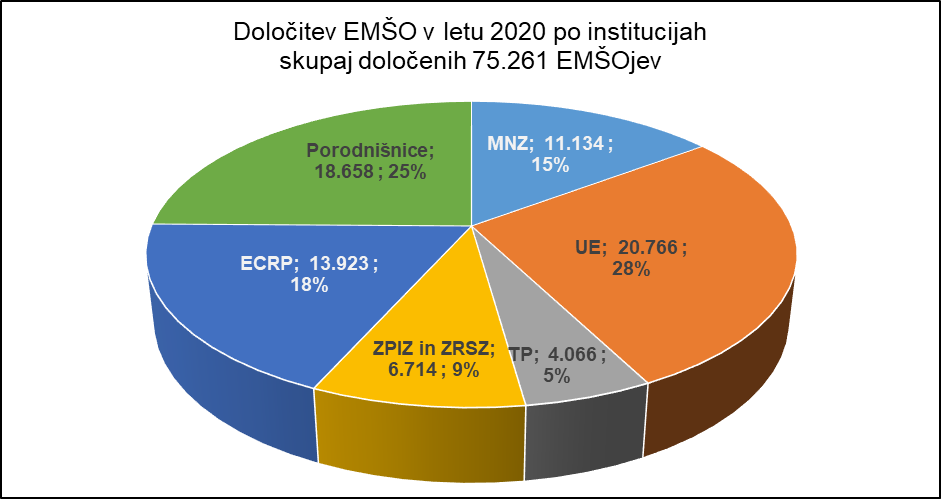 Določitev EMŠO v letu 2020 po institucijah
skupaj določenih 75.261 EMŠOjev
MNZ; 11.134 ;
15%
UE; 20.766 ;
28%
TP; 4.066 ;
5%
ZPIZ in ZRSZ;
6.714 ; 9%
ECRP; 13.923 ;
18%
Porodnišnice;
18.658 ; 25%